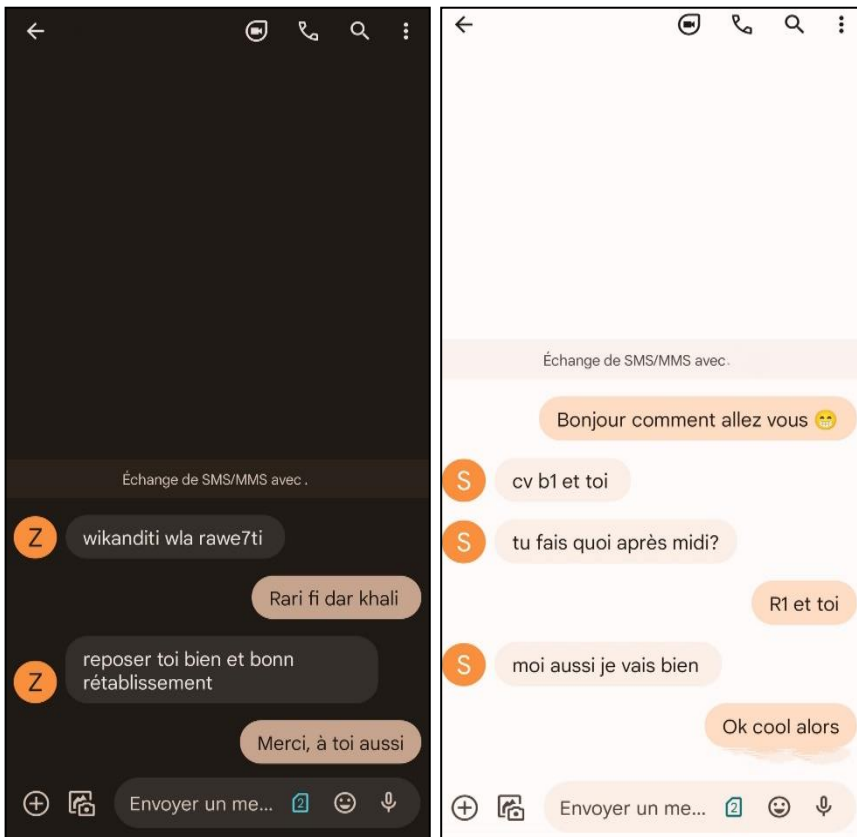 Échange de SMS/MMS avec .
Z
wikanditi wla rawe7ti
Rari fi dar khali
Z
reposer toi bien et bonn
rétablissement
Merci, à toi aussi
Envoyer un me...
2
Échange de SMS/MMS avec.
Bonjour comment allez vous 😁
S
cv b1 et toi
S
tu fais quoi après midi?
R1 et toi
S
moi aussi je vais bien
Ok cool alors
Envoyer un me...
2